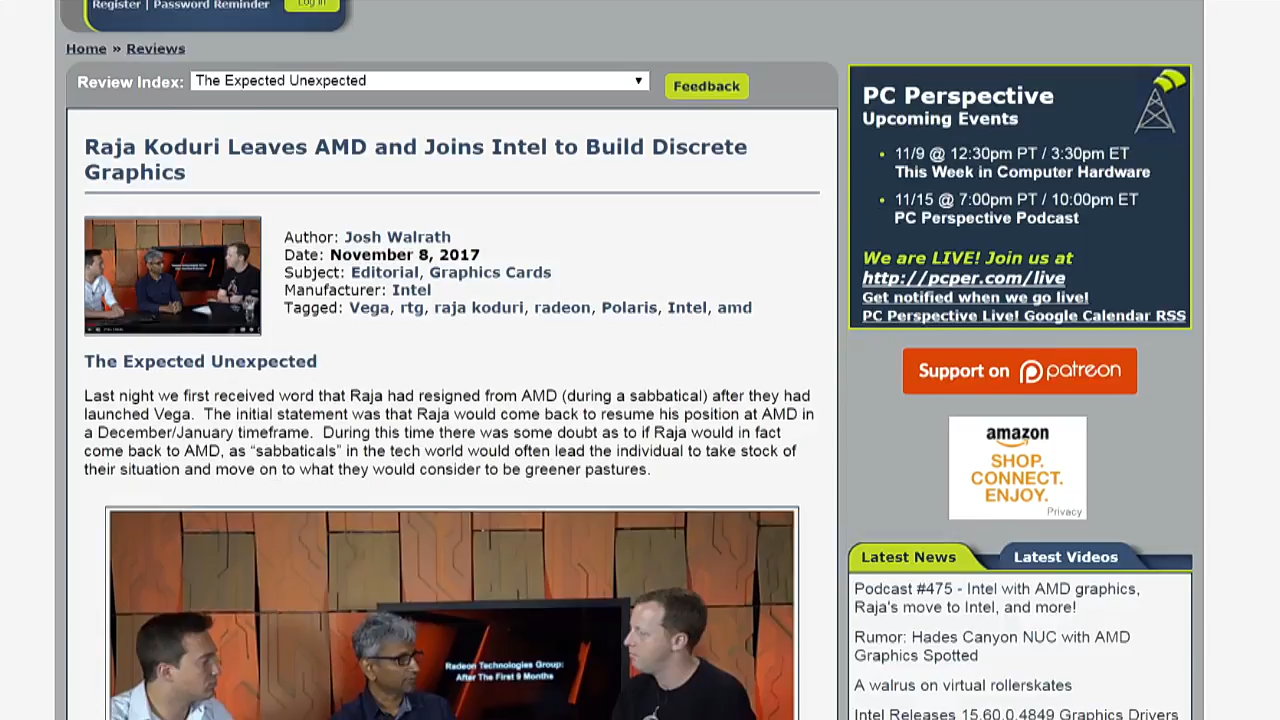 Register | Password Reminder
Log in
Home » Reviews
Review Index:
The Expected Unexpected
Feedback
Raja Koduri Leaves AMD and Joins Intel to Build Discrete
Graphics
Author: Josh Walrath
Date: November 8, 2017
Subject: Editorial, Graphics Cards
Manufacturer: Intel
Tagged: Vega, rtg, raja koduri, radeon, Polaris, Intel, amd
The Expected Unexpected
Last night we first received word that Raja had resigned from AMD (during a sabbatical) after they had
launched Vega.  The initial statement was that Raja would come back to resume his position at AMD in
a December/January timeframe.  During this time there was some doubt as to if Raja would in fact
come back to AMD, as “sabbaticals” in the tech world would often lead the individual to take stock of
their situation and move on to what they would consider to be greener pastures.
Radeon Technologies Group:
After The First 9 Months
PC Perspective
Upcoming Events
11/9 @ 12:30pm PT / 3:30pm ET
This Week in Computer Hardware
11/15 @ 7:00pm PT / 10:00pm ET
PC Perspective Podcast
We are LIVE! Join us at
http://pcper.com/live
Get notified when we go live!
PC Perspective Live! Google Calendar RSS
Support on patreon
amazon
SHOP.
CONNECT.
ENJOY.
Privacy
Latest News
Latest Videos
Podcast #475 - Intel with AMD graphics,
Raja's move to Intel, and more!
Rumor: Hades Canyon NUC with AMD
Graphics Spotted
A walrus on virtual rollerskates
Intel Releases 15.60.0.4849 Graphics Drivers